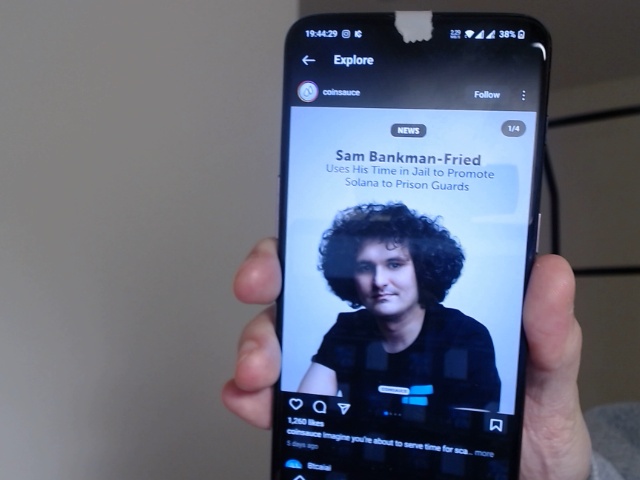 19:44:29 38%
Explore
coinsauce Follow
NEWS 1/4
Sam Bankman-Fried
Uses His Time in Jail to Promote
Solana to Prison Guards
COINSAUCE
1,260 likes
coinsauce Imagine you're about to serve time for sca... more
5 days ago